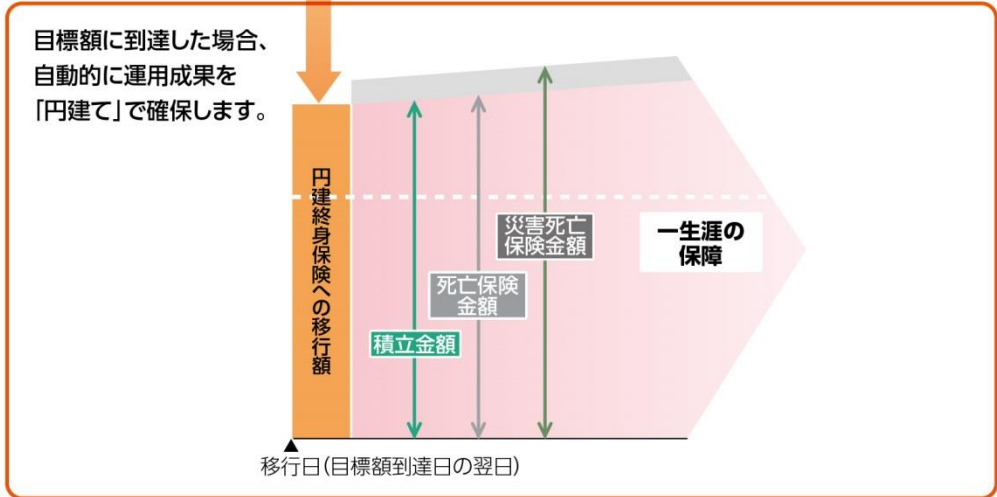 目標額に到達した場合、
自動的に運用成果を
「円建て」で確保します。
円建終身保険への移行額
災害死亡
保険金額
一生涯の
保障
死亡保険
金額
積立金額
▲
移行日(目標額到達日の翌日)